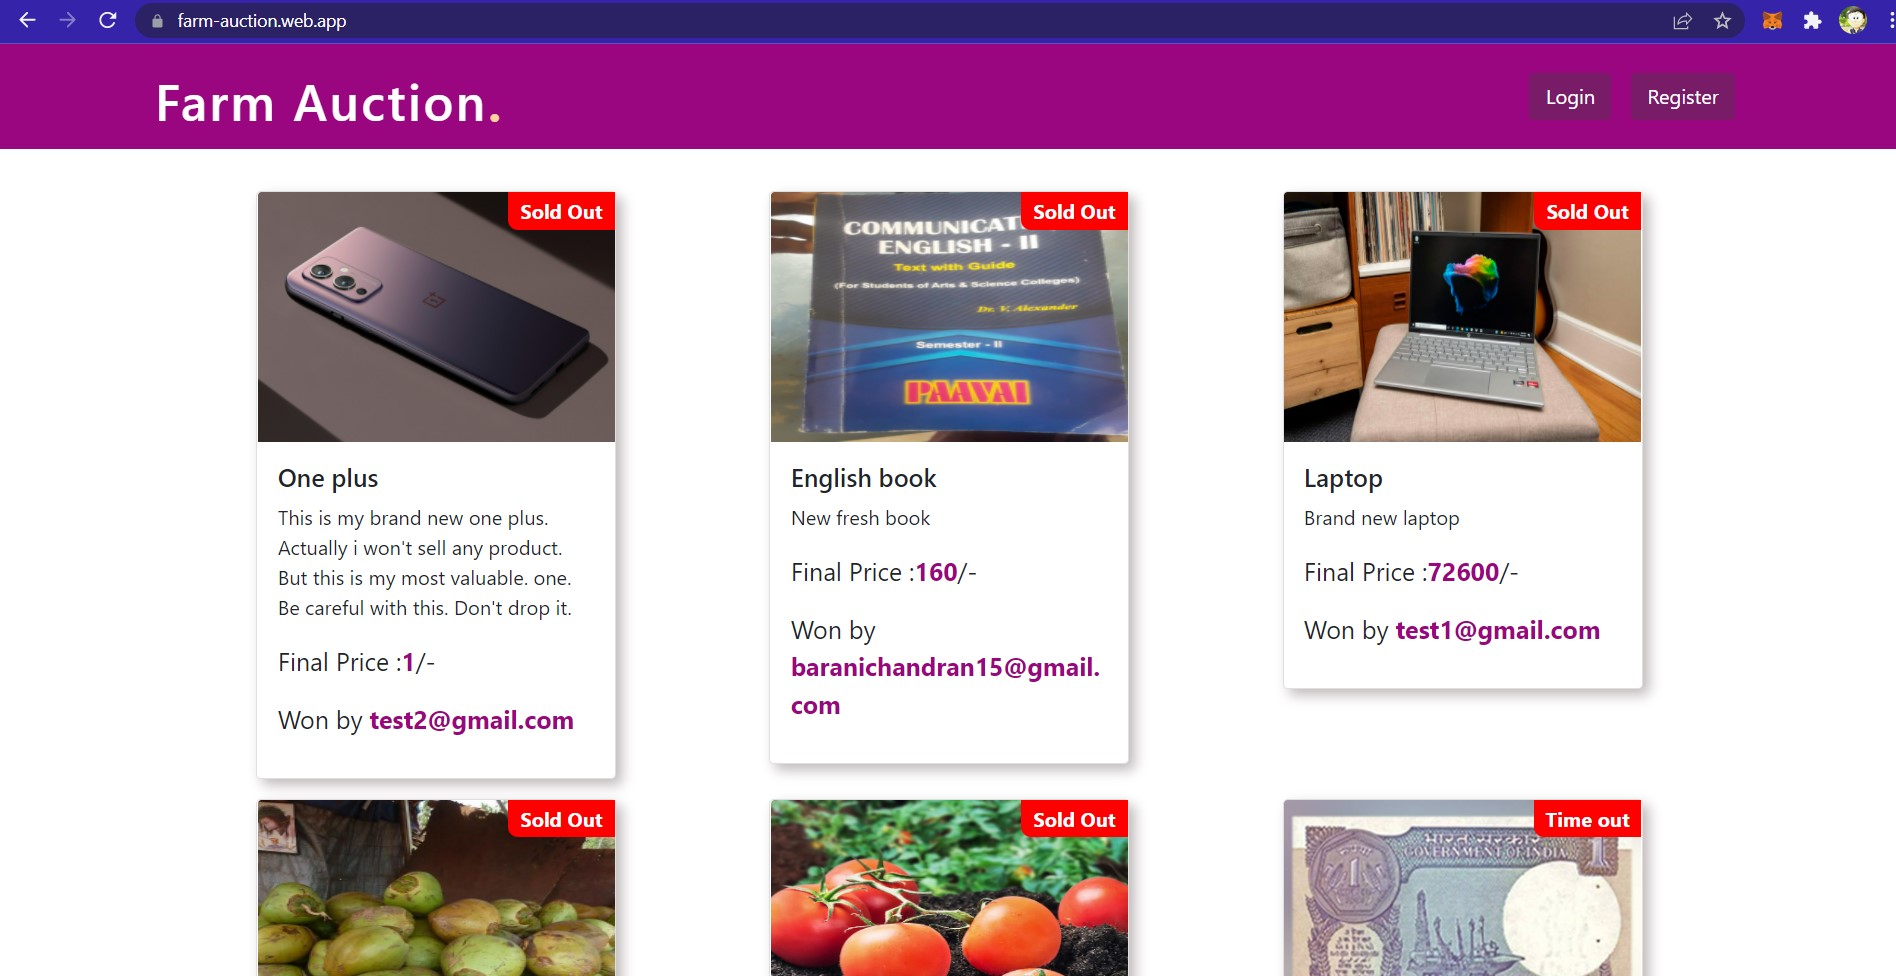 farm-auction.web.app
Farm Auction.
Login
Register
Sold Out
COMMUNICAT
ENGLISH - II
Text with Guide
(For Students of Arts & Science Colleges)
Dr. V. Alexander
Semester - II
PAAVAI
Sold Out
Sold Out
One plus
This is my brand new one plus.
Actually i won't sell any product.
But this is my most valuable. one.
Be careful with this. Don't drop it.
Final Price :1/-
Won by test2@gmail.com
English book
New fresh book
Final Price :160/-
Won by
baranichandran15@gmail.
com
Laptop
Brand new laptop
Final Price :72600/-
Won by test1@gmail.com
Sold Out
Sold Out
Time out
भारत सरकार
GOVERNMENT OF INDIA
1
1